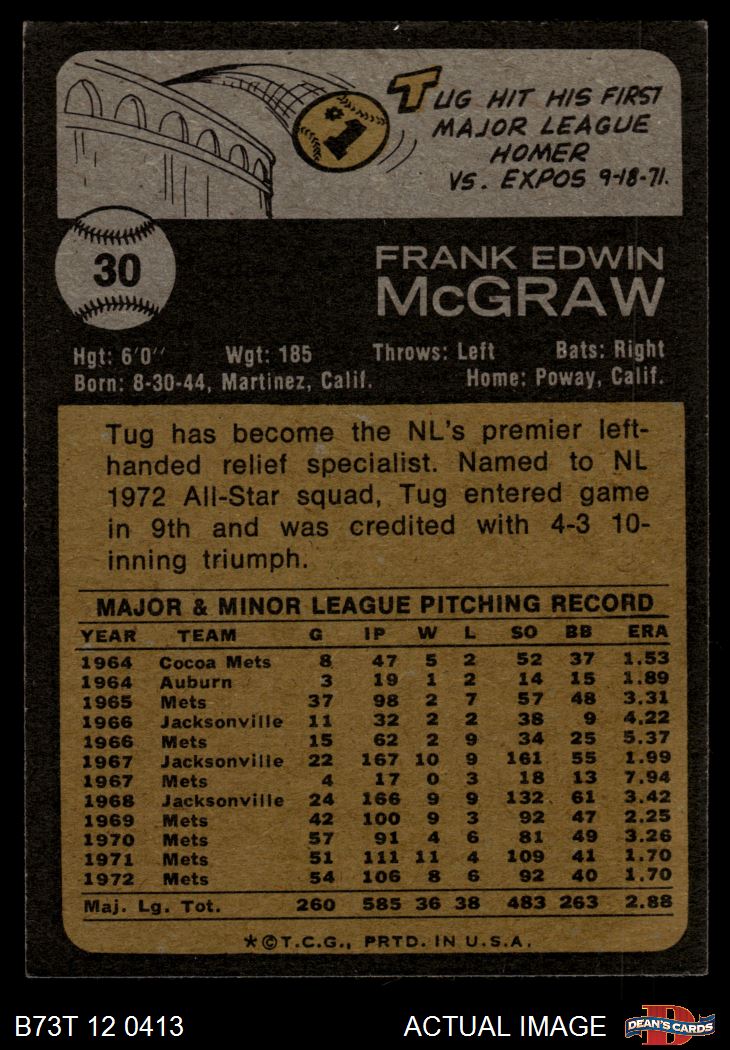 TUG HIT HIS FIRST
MAJOR LEAGUE
HOMER
VS. EXPOS 9-18-71.
#1
30
FRANK EDWIN
McGRAW
Hgt: 6'0" Wgt: 185 Throws: Left Bats: Right
Born: 8-30-44, Martinez, Calif. Home: Poway, Calif.
Tug has become the NL's premier left-
handed relief specialist. Named to NL
1972 All-Star squad, Tug entered game
in 9th and was credited with 4-3 10-
inning triumph.
MAJOR & MINOR LEAGUE PITCHING RECORD
YEAR TEAM G IP W L SO BB ERA
1964 Cocoa Mets 8 47 5 2 52 37 1.53
1964 Auburn 3 19 1 2 14 15 1.89
1965 Mets 37 98 2 7 57 48 3.31
1966 Jacksonville 11 32 2 2 38 9 4.22
1966 Mets 15 62 2 9 34 25 5.37
1967 Jacksonville 22 167 10 9 161 55 1.99
1967 Mets 4 17 0 3 18 13 7.94
1968 Jacksonville 24 166 9 9 132 61 3.42
1969 Mets 42 100 9 3 92 47 2.25
1970 Mets 57 91 4 6 81 49 3.26
1971 Mets 51 111 11 4 109 41 1.70
1972 Mets 54 106 8 6 92 40 1.70
Maj. Lg. Tot. 260 585 36 38 483 263 2.88
*©T.C.G., PRTD. IN U.S.A.
B73T 12 0413 ACTUAL IMAGE
D
DEAN'S CARDS